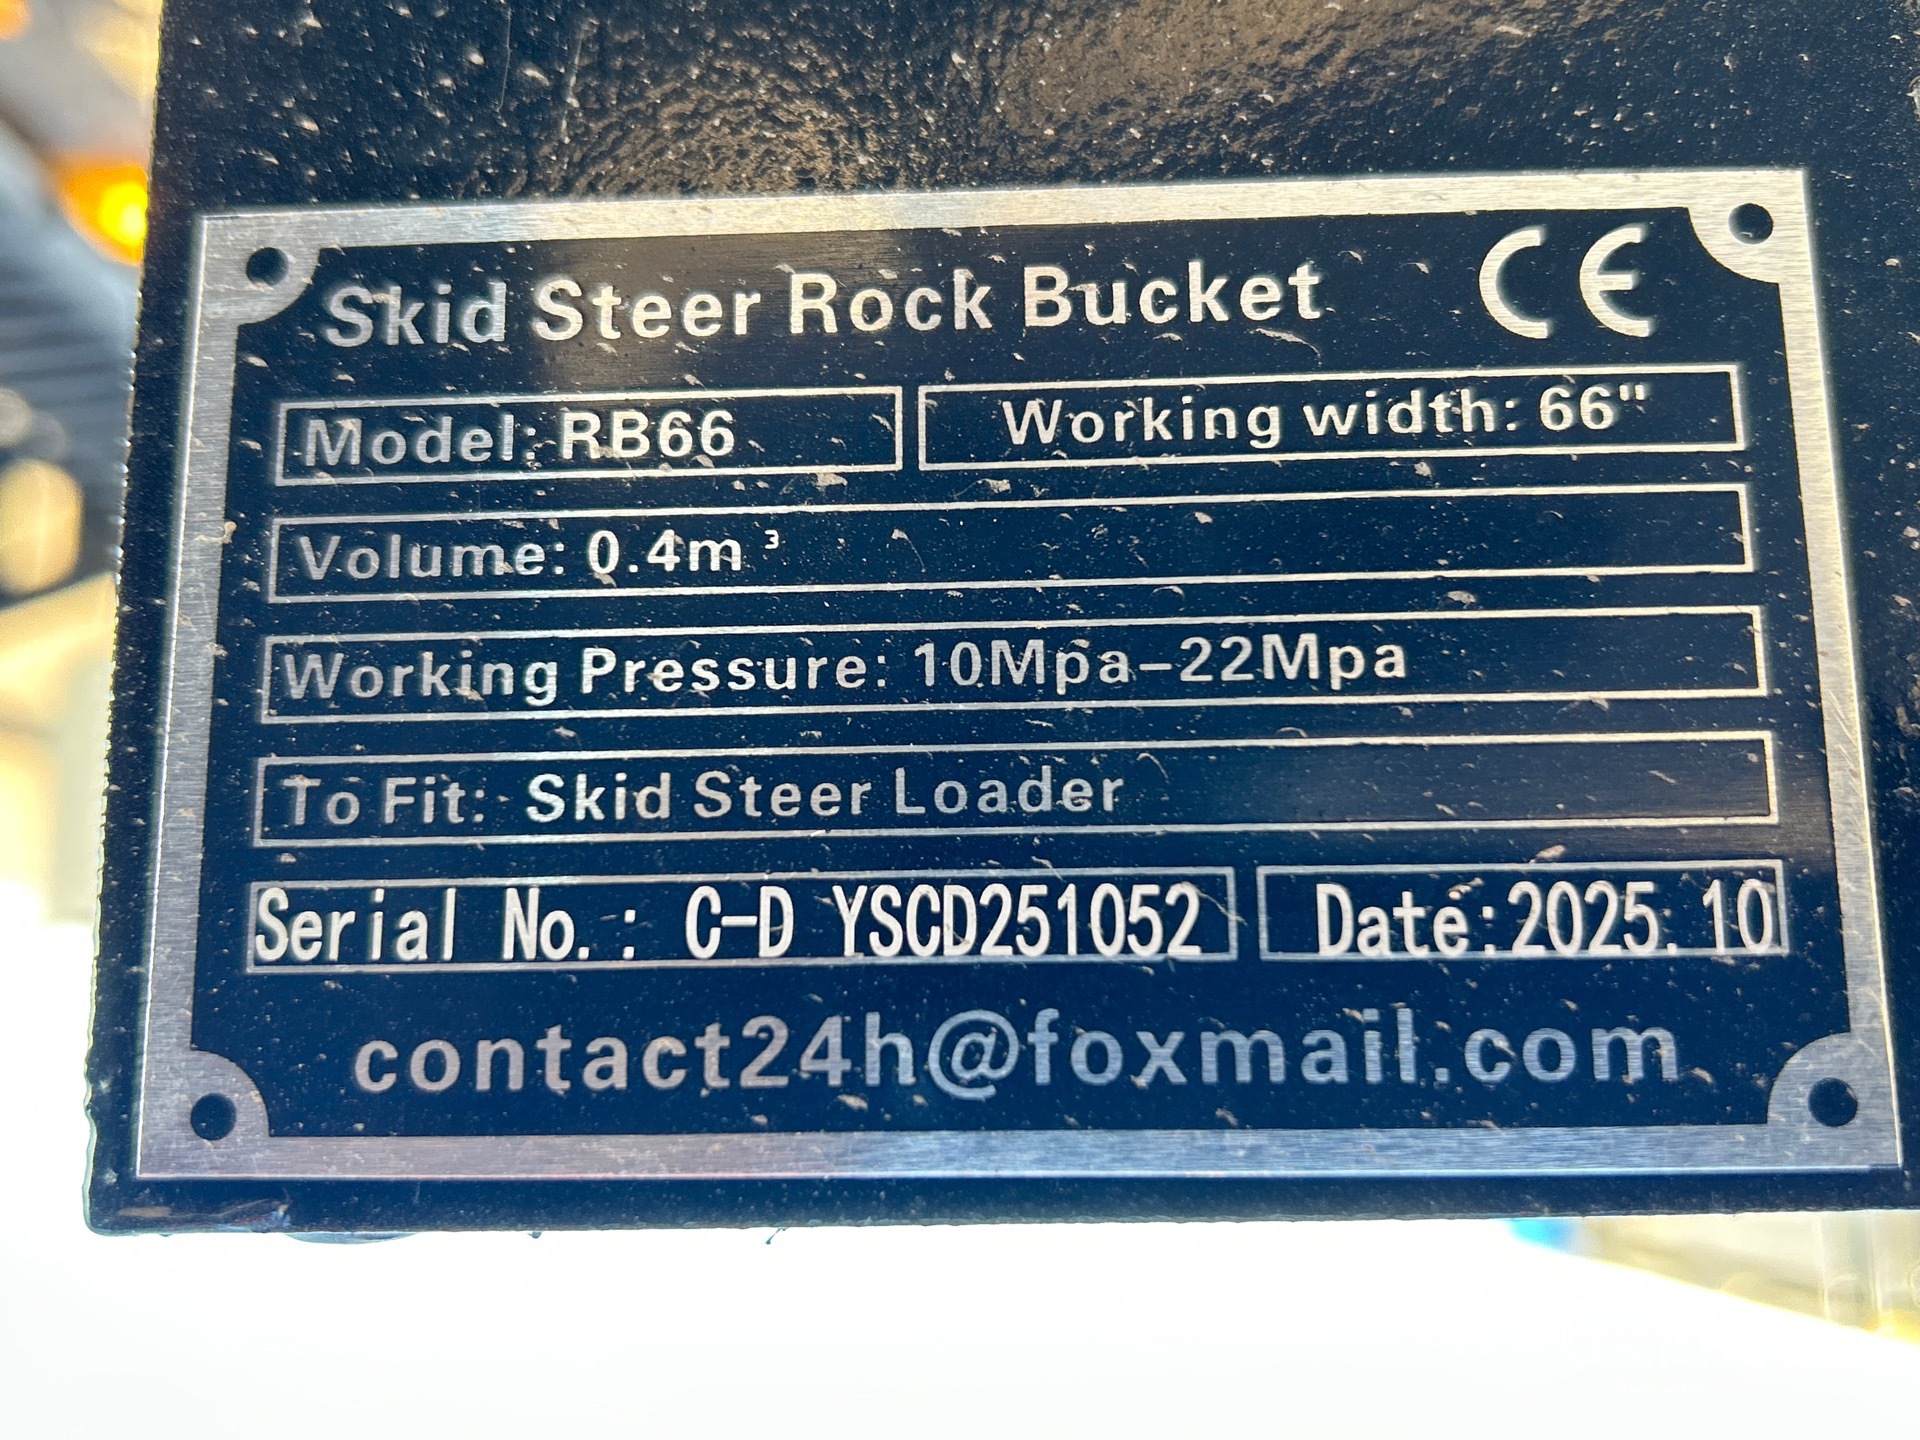 Skid Steer Rock Bucket CE
Model: RB66 Working width: 66"
Volume: 0.4m³
Working Pressure: 10Mpa-22Mpa
To Fit: Skid Steer Loader
Serial No.: C-D YSCD251052 Date:2025.10
contact24h@foxmail.com